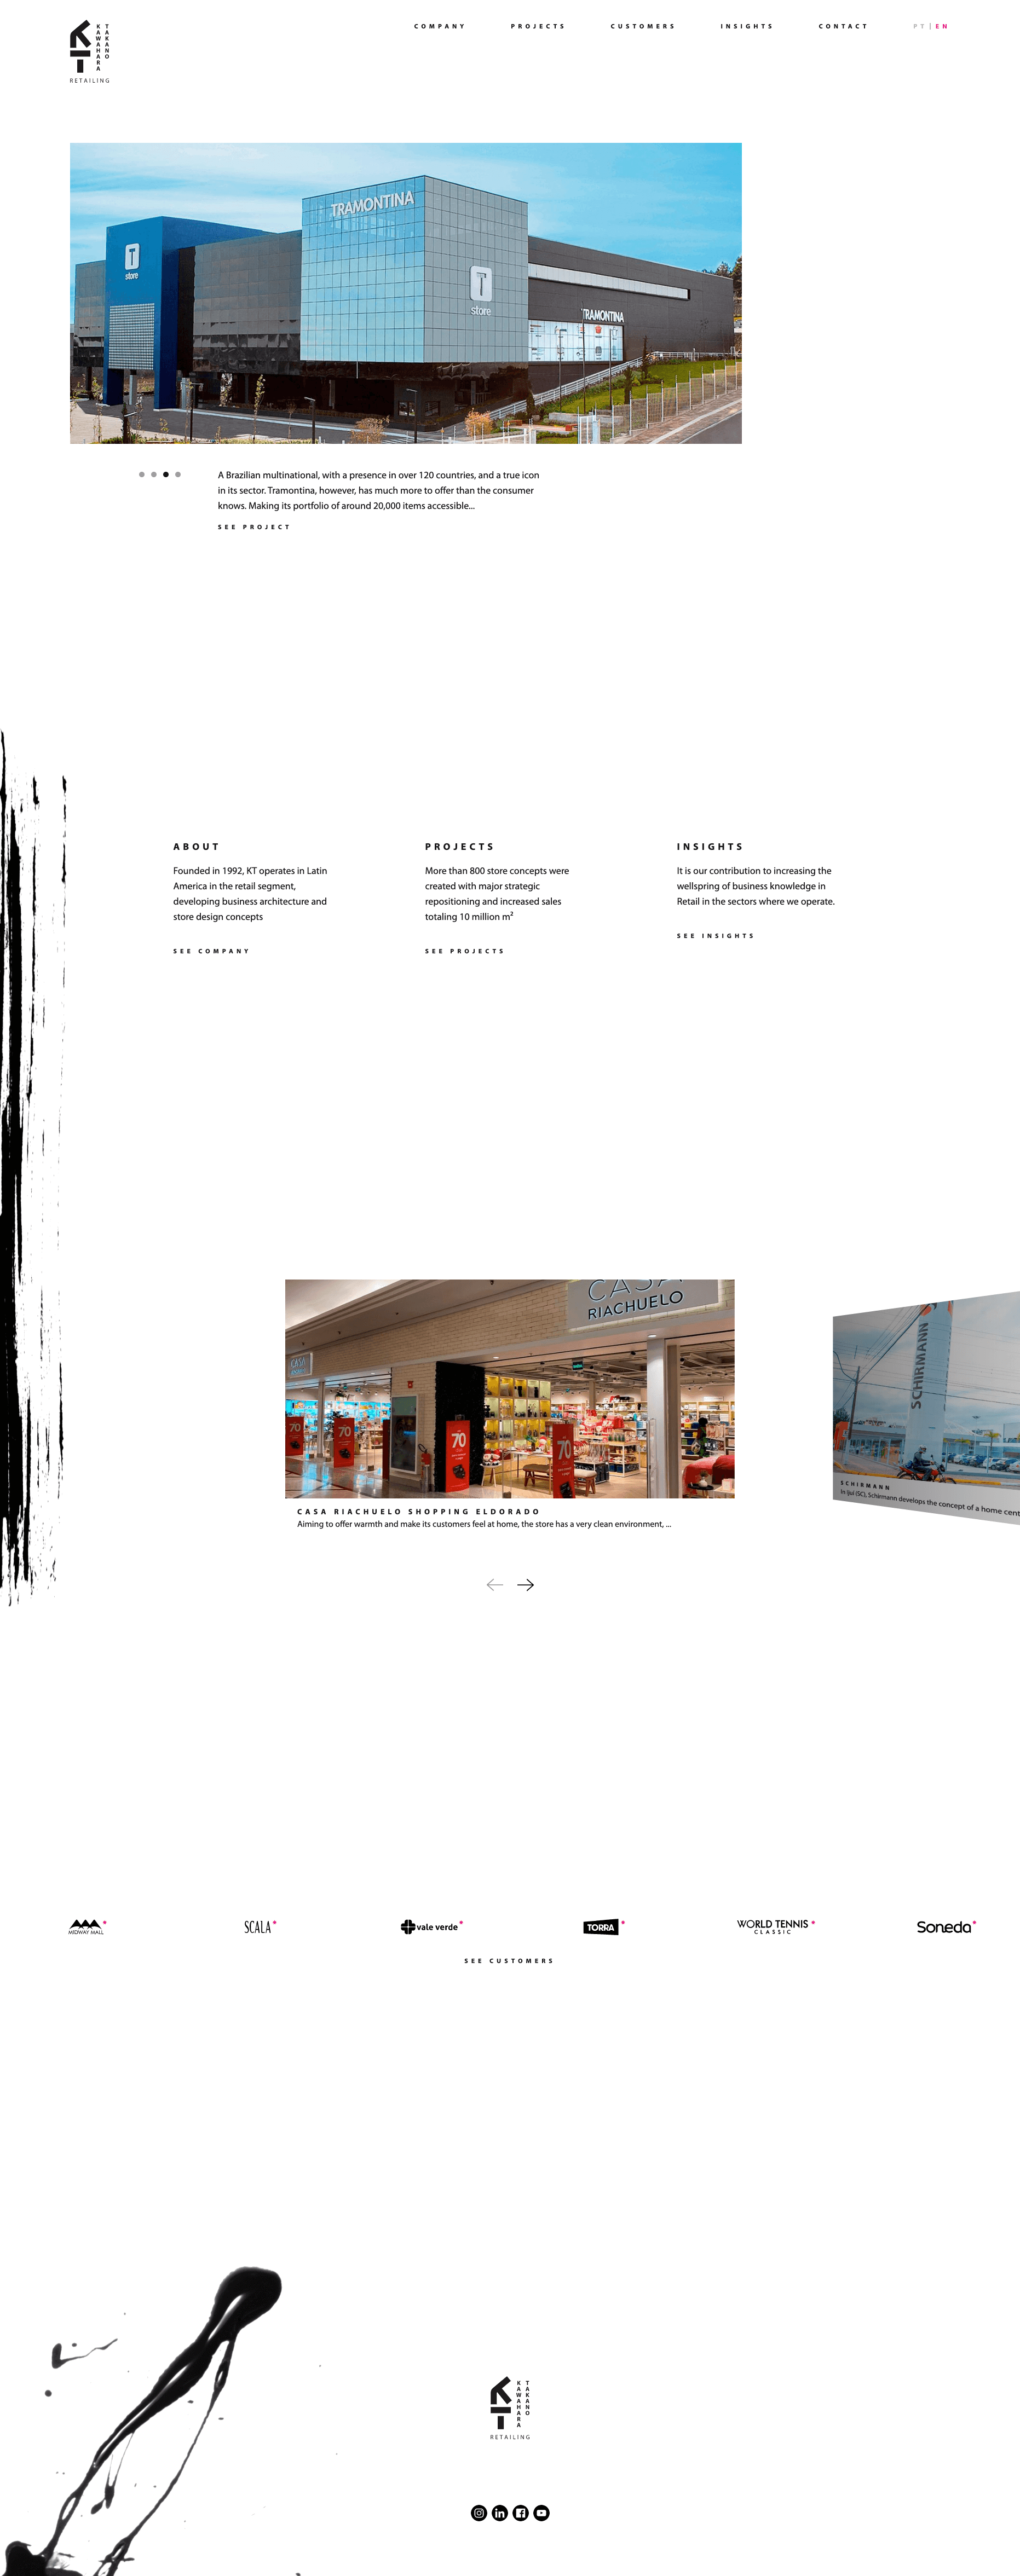 KAWAHARA
TAKANO
RETAILING
COMPANY
PROJECTS
CUSTOMERS
INSIGHTS
CONTACT
PT | EN
TRAMONTINA
T
store
T
store
TRAMONTINA
A Brazilian multinational, with a presence in over 120 countries, and a true icon
in its sector. Tramontina, however, has much more to offer than the consumer
knows. Making its portfolio of around 20,000 items accessible...
SEE PROJECT
ABOUT
Founded in 1992, KT operates in Latin
America in the retail segment,
developing business architecture and
store design concepts
SEE COMPANY
PROJECTS
More than 800 store concepts were
created with major strategic
repositioning and increased sales
totaling 10 million m²
SEE PROJECTS
INSIGHTS
It is our contribution to increasing the
wellspring of business knowledge in
Retail in the sectors where we operate.
SEE INSIGHTS
CASA
RIACHUELO
CASA
70
70
70
70
CASA RIACHUELO SHOPPING ELDORADO
Aiming to offer warmth and make its customers feel at home, the store has a very clean environment, ...
SCHIRMANN
SCHIRMANN
In Ijuí (SC), Schirmann develops the concept of a home cent
MIDWAY MALL
SCALA
vale verde
TORRA
WORLD TENNIS
CLASSIC
Soneda
SEE CUSTOMERS
KAWAHARA
TAKANO
RETAILING
in